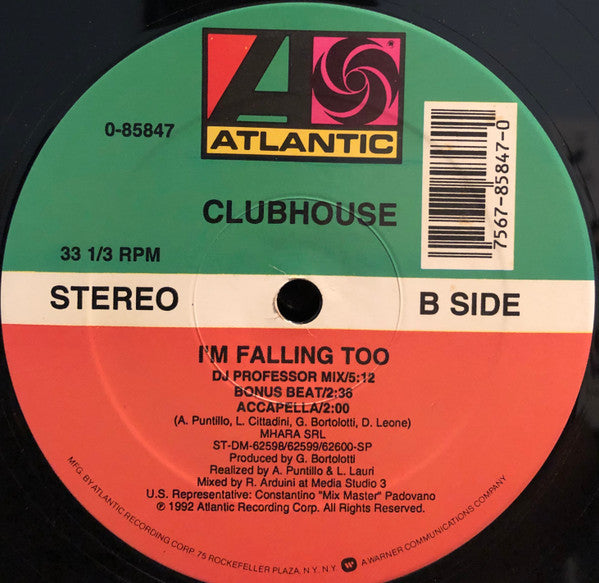 ATLANTIC
0-85847
CLUBHOUSE
7567-85847-0
33 1/3 RPM
STEREO
B SIDE
I'M FALLING TOO
DJ PROFESSOR MIX/5:12
BONUS BEAT/2:36
ACCAPELLA/2:00
(A. Puntillo, L. Cittadini, G. Bortolotti, D. Leone)
MHARA SRL
ST-DM-62598/62599/62600-SP
Produced by G. Bortolotti
Realized by A. Puntillo & L. Lauri
Mixed by R. Arduini at Media Studio 3
U.S. Representative: Constantino "Mix Master" Padovano
℗ 1992 Atlantic Recording Corp. All Rights Reserved.
MFG. BY ATLANTIC RECORDING CORP. 75 ROCKEFELLER PLAZA, N.Y. N.Y. A WARNER COMMUNICATIONS COMPANY